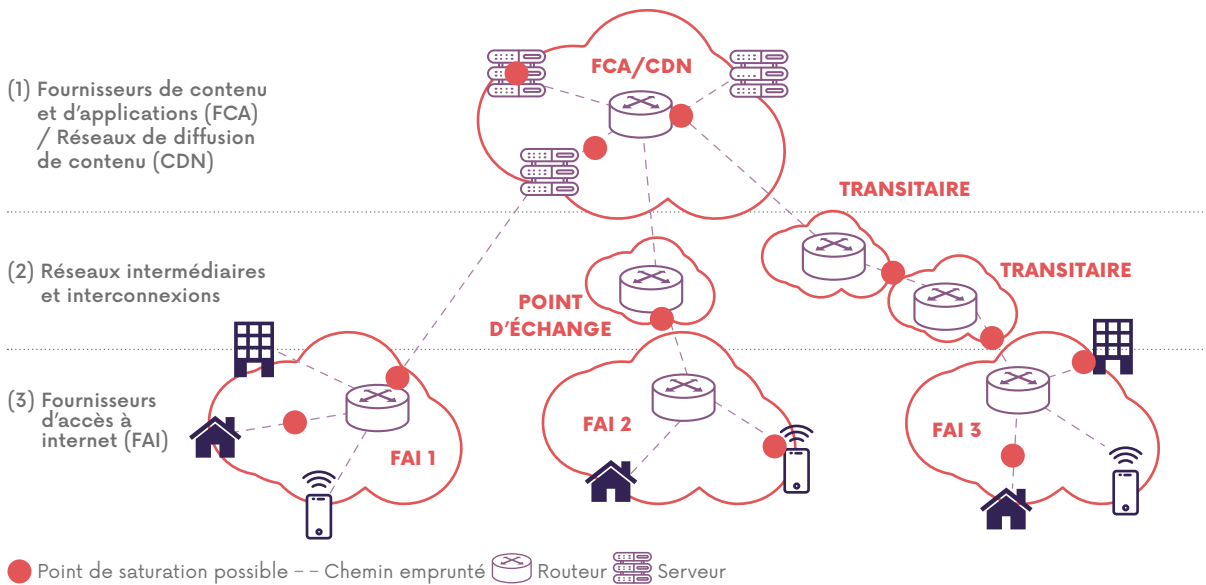 (1) Fournisseurs de contenu
et d'applications (FCA)
/ Réseaux de diffusion
de contenu (CDN)
FCA/CDN
TRANSITAIRE
(2) Réseaux intermédiaires
et interconnexions
POINT
D'ÉCHANGE
TRANSITAIRE
(3) Fournisseurs
d'accès à
internet (FAI)
FAI 1
FAI 2
FAI 3
Point de saturation possible -- Chemin emprunté Routeur Serveur